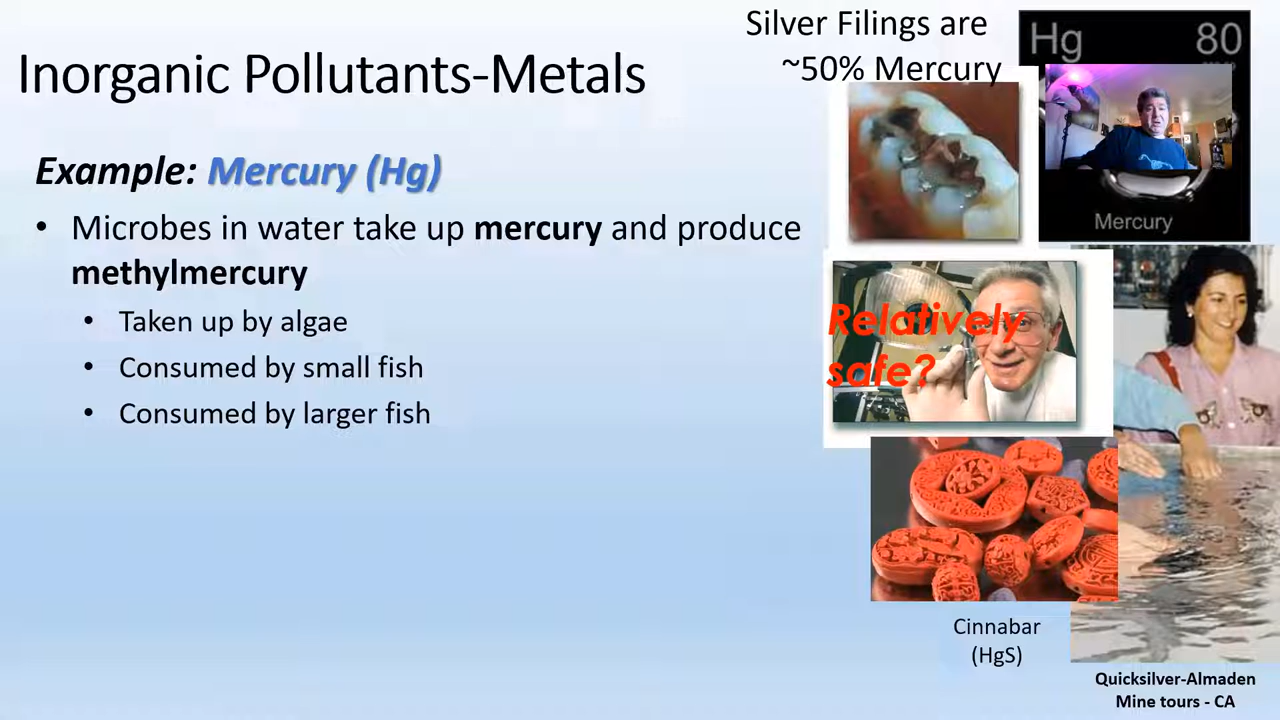 Silver Filings are
~50% Mercury
Inorganic Pollutants-Metals
Hg 80
Example: Mercury (Hg)
• Microbes in water take up mercury and produce
methylmercury
• Taken up by algae
• Consumed by small fish
• Consumed by larger fish
Mercury
Relatively
safe?
Cinnabar
(HgS)
Quicksilver-Almaden
Mine tours - CA